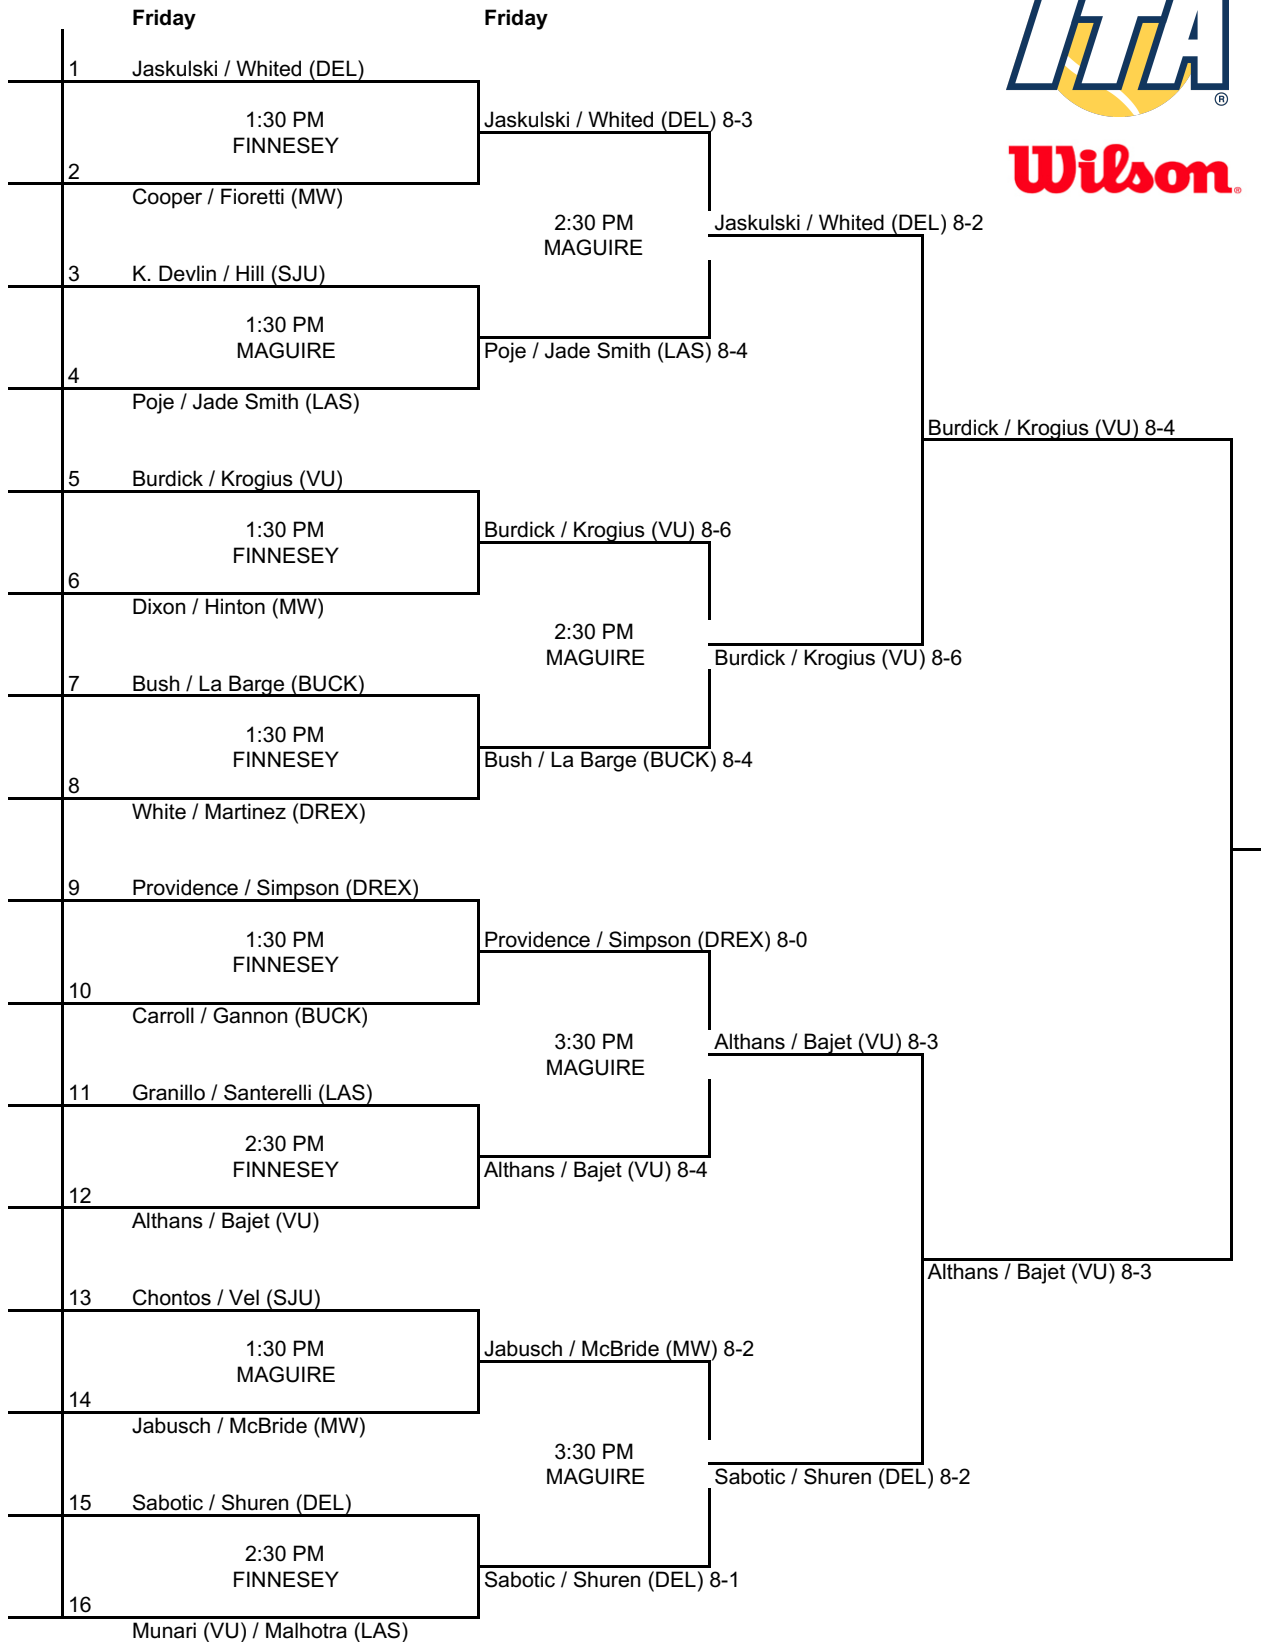 Friday
Friday
ITA
®
Wilson.
1 Jaskulski / Whited (DEL)
1:30 PM
FINNESEY
Jaskulski / Whited (DEL) 8-3
2
Cooper / Fioretti (MW)
2:30 PM
MAGUIRE
Jaskulski / Whited (DEL) 8-2
3 K. Devlin / Hill (SJU)
1:30 PM
MAGUIRE
Poje / Jade Smith (LAS) 8-4
4
Poje / Jade Smith (LAS)
Burdick / Krogius (VU) 8-4
5 Burdick / Krogius (VU)
1:30 PM
FINNESEY
Burdick / Krogius (VU) 8-6
6
Dixon / Hinton (MW)
2:30 PM
MAGUIRE
Burdick / Krogius (VU) 8-6
7 Bush / La Barge (BUCK)
1:30 PM
FINNESEY
Bush / La Barge (BUCK) 8-4
8
White / Martinez (DREX)
9 Providence / Simpson (DREX)
1:30 PM
FINNESEY
Providence / Simpson (DREX) 8-0
10
Carroll / Gannon (BUCK)
3:30 PM
MAGUIRE
Althans / Bajet (VU) 8-3
11 Granillo / Santerelli (LAS)
2:30 PM
FINNESEY
Althans / Bajet (VU) 8-4
12
Althans / Bajet (VU)
Althans / Bajet (VU) 8-3
13 Chontos / Vel (SJU)
1:30 PM
MAGUIRE
Jabusch / McBride (MW) 8-2
14
Jabusch / McBride (MW)
3:30 PM
MAGUIRE
Sabotic / Shuren (DEL) 8-2
15 Sabotic / Shuren (DEL)
2:30 PM
FINNESEY
Sabotic / Shuren (DEL) 8-1
16
Munari (VU) / Malhotra (LAS)